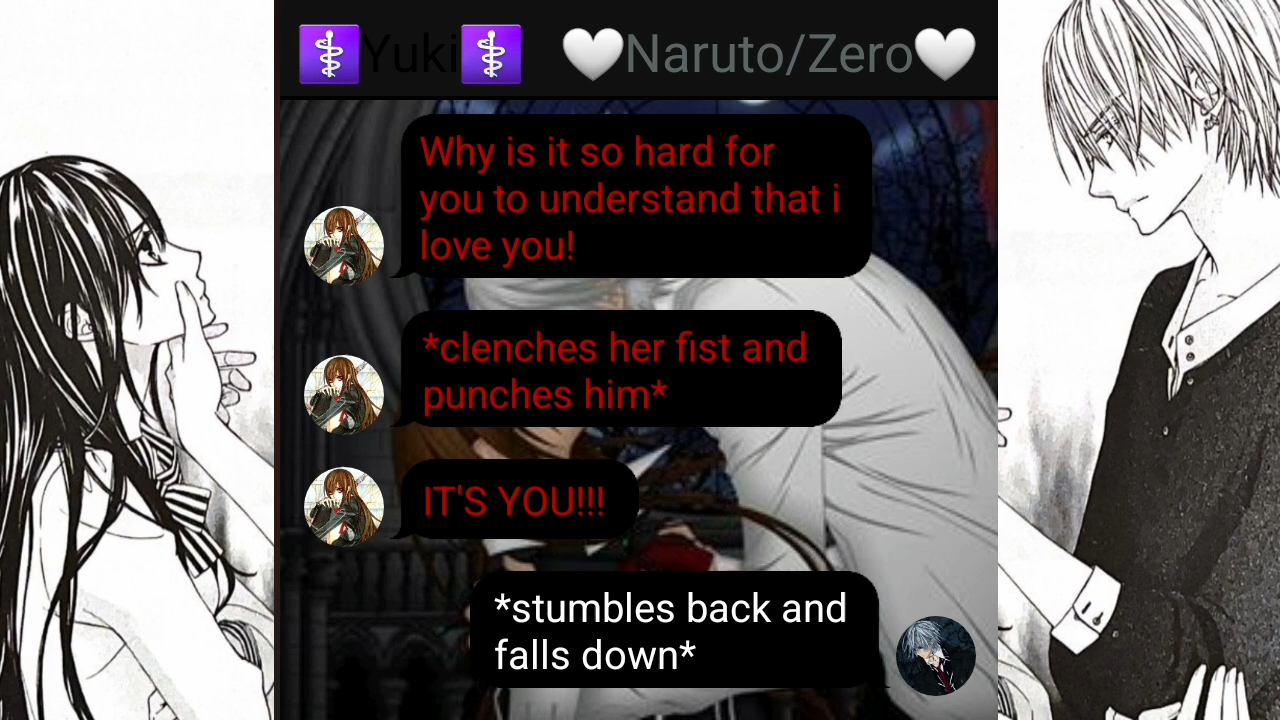 ⚕️Yuki⚕️ 🤍Naruto/Zero🤍
Why is it so hard for
you to understand that i
love you!
*clenches her fist and
punches him*
IT'S YOU!!!
*stumbles back and
falls down*